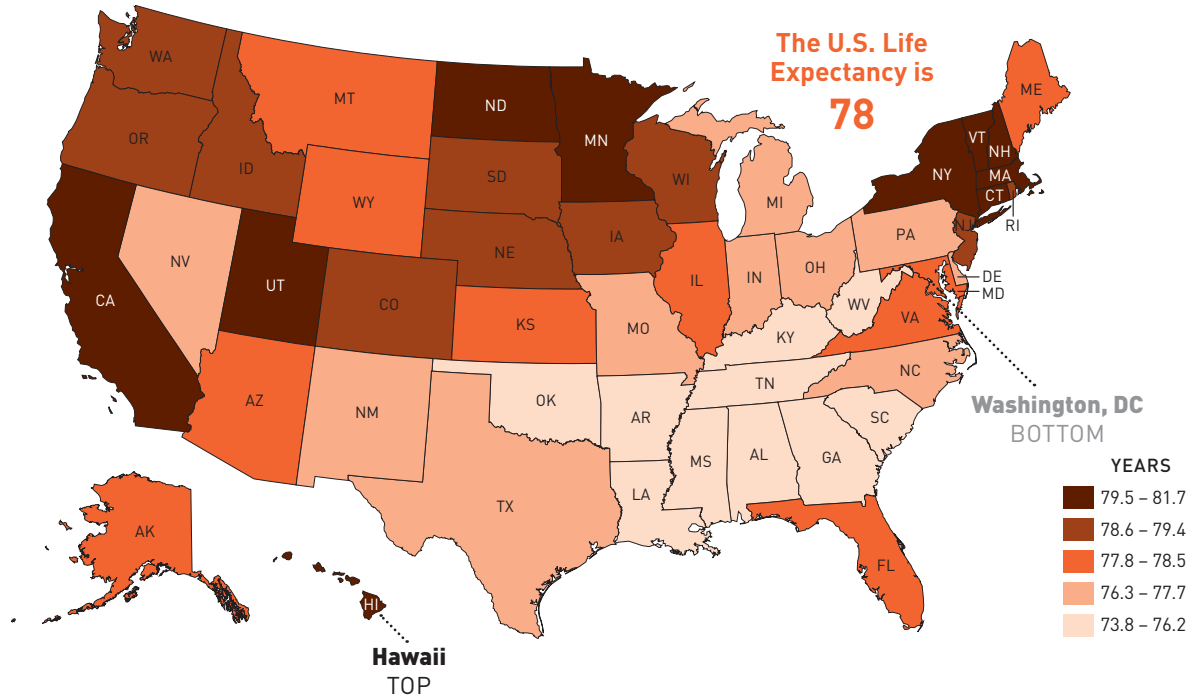 The U.S. Life
Expectancy is
78
WA
MT
ND
MN
ME
OR
ID
SD
WI
VT
NH
NY
MA
CT
WY
MI
RI
NJ
NE
IA
PA
NV
UT
CO
IL
IN
OH
DE
MD
CA
KS
MO
WV
VA
KY
AZ
NM
OK
TN
NC
AR
SC
Washington, DC
BOTTOM
MS
AL
GA
LA
TX
YEARS
79.5 – 81.7
78.6 – 79.4
77.8 – 78.5
76.3 – 77.7
73.8 – 76.2
AK
FL
HI
Hawaii
TOP